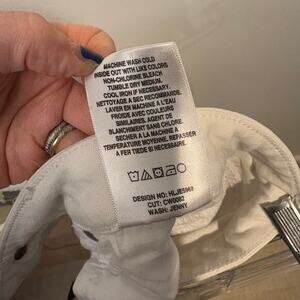 MACHINE WASH COLD
INSIDE OUT WITH LIKE COLORS
NON-CHLORINE BLEACH
TUMBLE DRY MEDIUM.
COOL IRON IF NECESSARY.
NETTOYAGE A SEC RECOMMANDE.
LAVER EN MACHINE A L'EAU
FROIDE AVEC COULEURS
SIMILAIRES. AGENT DE
BLANCHIMENT SANS CHLORE.
SECHER A LA MACHINE A
TEMPERATURE MOYENNE. REPASSER
A FER TIEDE SI NECESSAIRE.
DESIGN NO: HLJES968
CUT: CW0082
WASH: JENNY